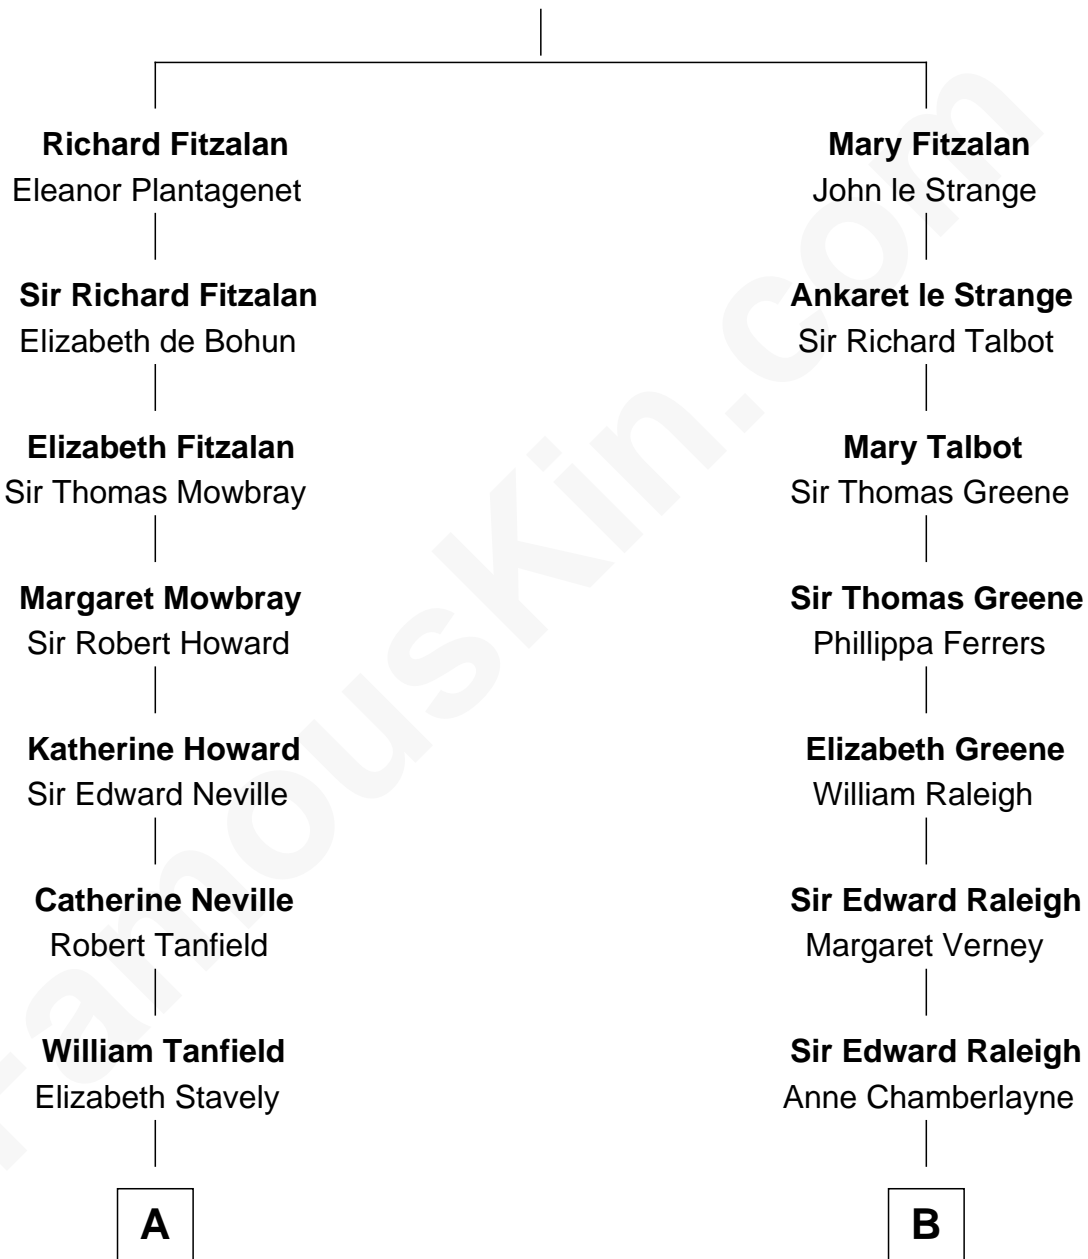 Richard Fitzalan
Eleanor Plantagenet
Sir Richard Fitzalan
Elizabeth de Bohun
Elizabeth Fitzalan
Sir Thomas Mowbray
Margaret Mowbray
Sir Robert Howard
Katherine Howard
Sir Edward Neville
Catherine Neville
Robert Tanfield
William Tanfield
Elizabeth Stavely
A
Mary Fitzalan
John le Strange
Ankaret le Strange
Sir Richard Talbot
Mary Talbot
Sir Thomas Greene
Sir Thomas Greene
Phillippa Ferrers
Elizabeth Greene
William Raleigh
Sir Edward Raleigh
Margaret Verney
Sir Edward Raleigh
Anne Chamberlayne
B
FamousKin.com